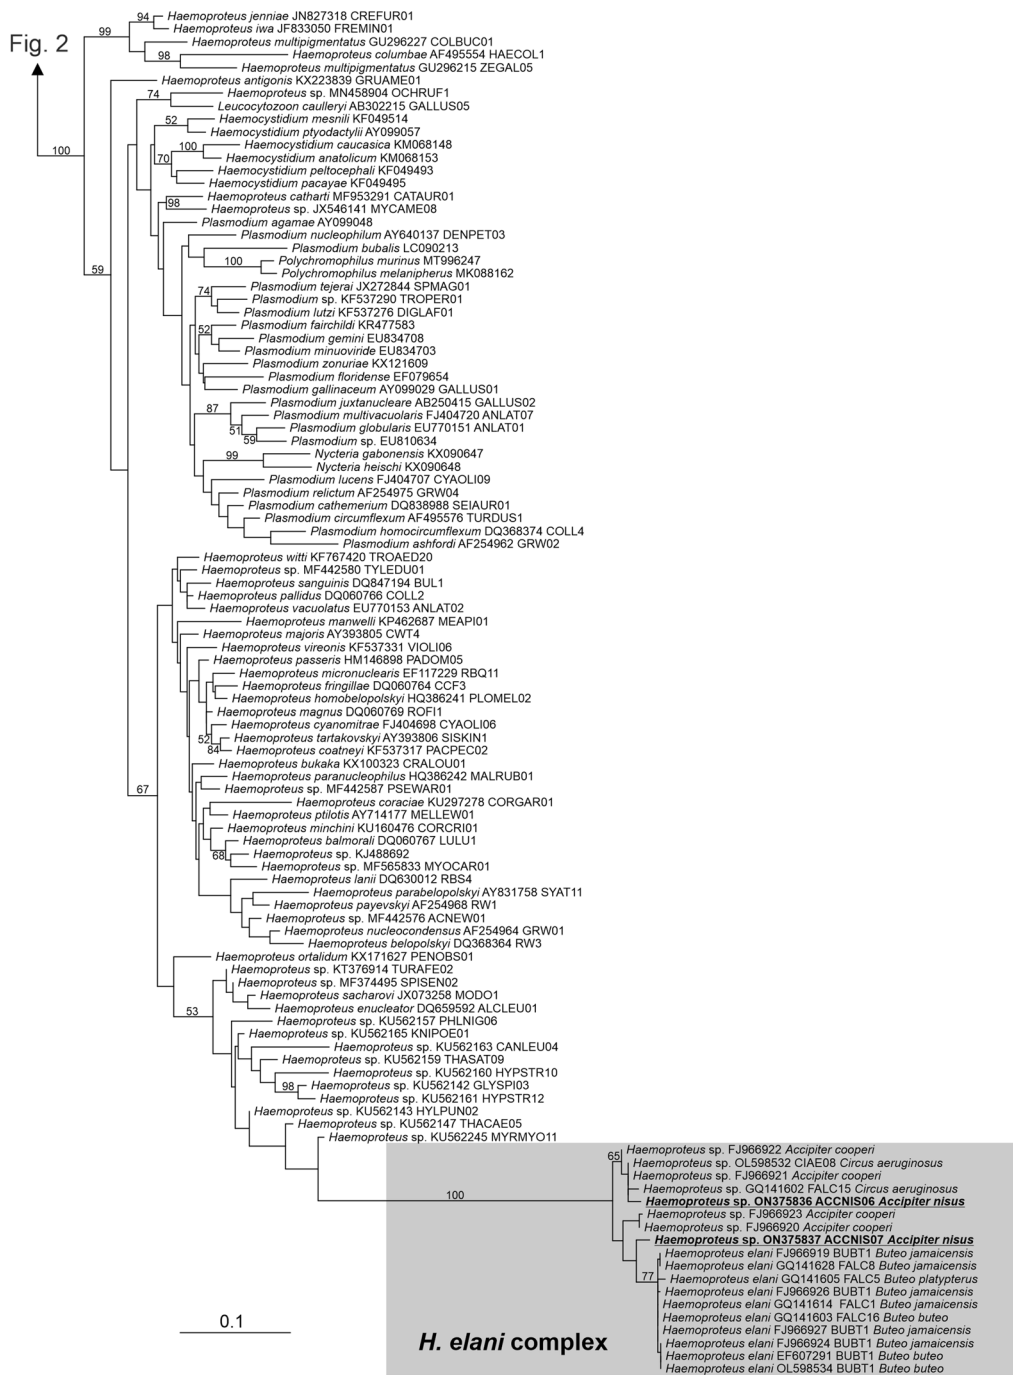 Fig. 2
94
99
98
Haemoproteus jenniae JN827318 CREFUR01
Haemoproteus iwa JF833050 FREMIN01
Haemoproteus multipigmentatus GU296227 COLBUC01
Haemoproteus columbae AF495554 HAECOL1
Haemoproteus multipigmentatus GU296215 ZEGAL05
Haemoproteus antigonis KX223839 GRUAME01
74
Haemoproteus sp. MN458904 OCHRUF1
Leucocytozoon caulleryi AB302215 GALLUS05
52
Haemocystidium mesnili KF049514
Haemocystidium ptyodactylii AY099057
100
100
70
Haemocystidium caucasica KM068148
Haemocystidium anatolicum KM068153
Haemocystidium peltocephali KF049493
Haemocystidium pacayae KF049495
98
Haemoproteus catharti MF953291 CATAUR01
Haemoproteus sp. JX546141 MYCAME08
Plasmodium agamae AY099048
Plasmodium nucleophilum AY640137 DENPET03
Plasmodium bubalis LC090213
59
100
Polychromophilus murinus MT996247
Polychromophilus melanipherus MK088162
74
Plasmodium tejerai JX272844 SPMAG01
Plasmodium sp. KF537290 TROPER01
Plasmodium lutzi KF537276 DIGLAF01
52
Plasmodium fairchildi KR477583
Plasmodium gemini EU834708
Plasmodium minuoviride EU834703
Plasmodium zonuriae KX121609
Plasmodium floridense EF079654
Plasmodium gallinaceum AY099029 GALLUS01
87
51
59
Plasmodium juxtanucleare AB250415 GALLUS02
Plasmodium multivacuolaris FJ404720 ANLAT07
Plasmodium globularis EU770151 ANLAT01
Plasmodium sp. EU810634
99
Nycteria gabonensis KX090647
Nycteria heischi KX090648
Plasmodium lucens FJ404707 CYAOLI09
Plasmodium relictum AF254975 GRW04
Plasmodium cathemerium DQ838988 SEIAUR01
Plasmodium circumflexum AF495576 TURDUS1
Plasmodium homocircumflexum DQ368374 COLL4
Plasmodium ashfordi AF254962 GRW02
Haemoproteus witti KF767420 TROAED20
Haemoproteus sp. MF442580 TYLEDU01
Haemoproteus sanguinis DQ847194 BUL1
Haemoproteus pallidus DQ060766 COLL2
Haemoproteus vacuolatus EU770153 ANLAT02
Haemoproteus manwelli KP462687 MEAPI01
Haemoproteus majoris AY393805 CWT4
Haemoproteus vireonis KF537331 VIOLI06
Haemoproteus passeris HM146898 PADOM05
Haemoproteus micronuclearis EF117229 RBQ11
Haemoproteus fringillae DQ060764 CCF3
Haemoproteus homobelopolskyi HQ386241 PLOMEL02
Haemoproteus magnus DQ060769 ROFI1
52
84
Haemoproteus cyanomitrae FJ404698 CYAOLI06
Haemoproteus tartakovskyi AY393806 SISKIN1
Haemoproteus coatneyi KF537317 PACPEC02
Haemoproteus bukaka KX100323 CRALOU01
Haemoproteus paranucleophilus HQ386242 MALRUB01
67
Haemoproteus sp. MF442587 PSEWAR01
Haemoproteus coraciae KU297278 CORGAR01
Haemoproteus ptilotis AY714177 MELLEW01
Haemoproteus minchini KU160476 CORCRI01
68
Haemoproteus balmorali DQ060767 LULU1
Haemoproteus sp. KJ488692
Haemoproteus sp. MF565833 MYOCAR01
Haemoproteus lanii DQ630012 RBS4
Haemoproteus parabelopolskyi AY831758 SYAT11
Haemoproteus payevskyi AF254968 RW1
Haemoproteus sp. MF442576 ACNEW01
Haemoproteus nucleocondensus AF254964 GRW01
Haemoproteus belopolskyi DQ368364 RW3
Haemoproteus ortalidum KX171627 PENOBS01
Haemoproteus sp. KT376914 TURAFE02
Haemoproteus sp. MF374495 SPISEN02
Haemoproteus sacharovi JX073258 MODO1
Haemoproteus enucleator DQ659592 ALCLEU01
53
Haemoproteus sp. KU562157 PHLNIG06
Haemoproteus sp. KU562165 KNIPOE01
Haemoproteus sp. KU562163 CANLEU04
Haemoproteus sp. KU562159 THASAT09
Haemoproteus sp. KU562160 HYPSTR10
98
Haemoproteus sp. KU562142 GLYSPI03
Haemoproteus sp. KU562161 HYPSTR12
Haemoproteus sp. KU562143 HYLPUN02
Haemoproteus sp. KU562147 THACAE05
Haemoproteus sp. KU562245 MYRMYO11
65
Haemoproteus sp. FJ966922 Accipiter cooperi
Haemoproteus sp. OL598532 CIAE08 Circus aeruginosus
Haemoproteus sp. FJ966921 Accipiter cooperi
Haemoproteus sp. GQ141602 FALC15 Circus aeruginosus
100
Haemoproteus sp. ON375836 ACCNIS06 Accipiter nisus
Haemoproteus sp. FJ966923 Accipiter cooperi
Haemoproteus sp. FJ966920 Accipiter cooperi
Haemoproteus sp. ON375837 ACCNIS07 Accipiter nisus
77
Haemoproteus elani FJ966919 BUBT1 Buteo jamaicensis
Haemoproteus elani GQ141628 FALC8 Buteo jamaicensis
Haemoproteus elani GQ141605 FALC5 Buteo platypterus
Haemoproteus elani FJ966926 BUBT1 Buteo jamaicensis
Haemoproteus elani GQ141614 FALC1 Buteo jamaicensis
Haemoproteus elani GQ141603 FALC16 Buteo buteo
Haemoproteus elani FJ966927 BUBT1 Buteo jamaicensis
Haemoproteus elani FJ966924 BUBT1 Buteo jamaicensis
Haemoproteus elani EF607291 BUBT1 Buteo buteo
Haemoproteus elani OL598534 BUBT1 Buteo buteo
0.1
H. elani complex